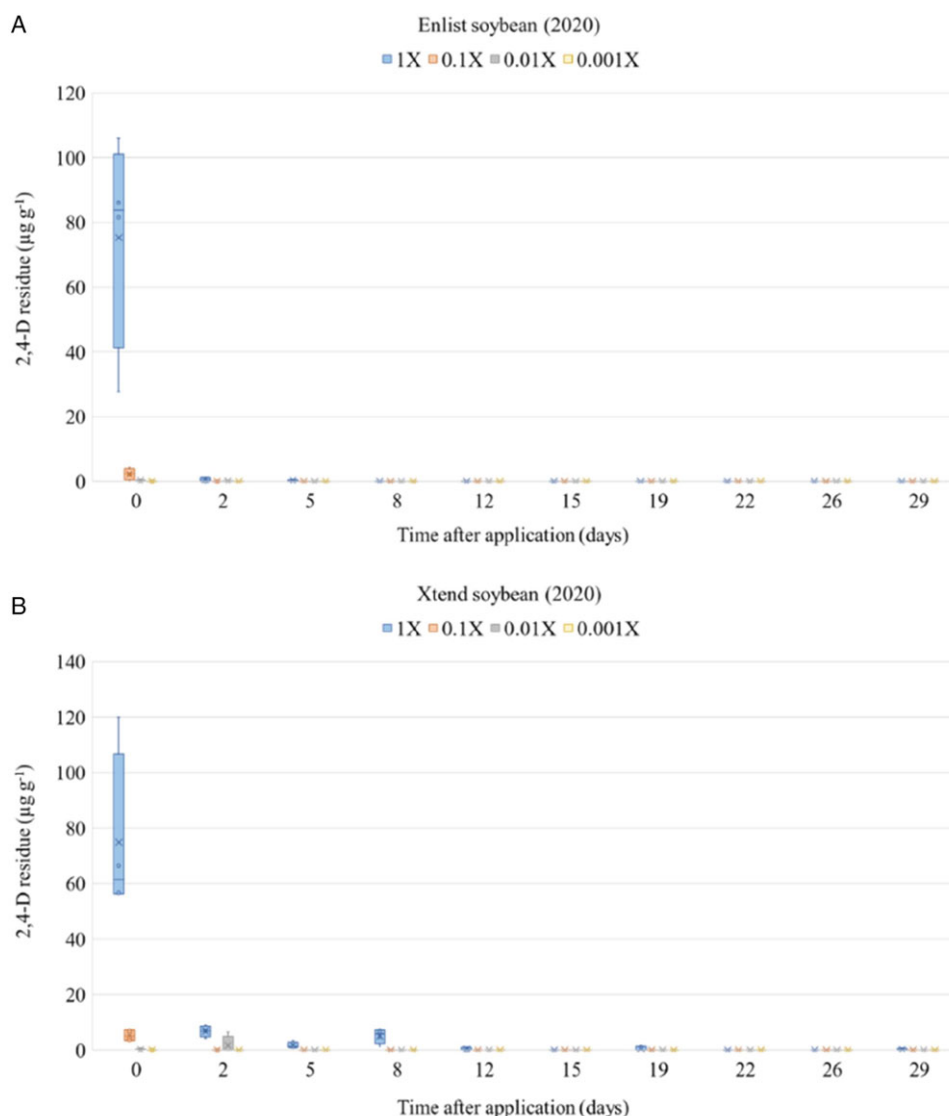 A
Enlist soybean (2020)
1X 0.1X 0.01X 0.001X
120
100
80
60
40
20
0
2,4-D residue (µg g⁻¹)
0 2 5 8 12 15 19 22 26 29
Time after application (days)
B
Xtend soybean (2020)
1X 0.1X 0.01X 0.001X
140
120
100
80
60
40
20
0
2,4-D residue (µg g⁻¹)
0 2 5 8 12 15 19 22 26 29
Time after application (days)